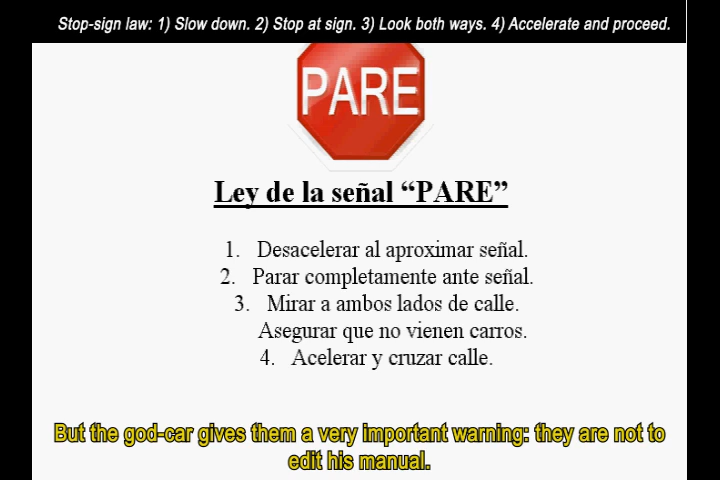 Stop-sign law: 1) Slow down. 2) Stop at sign. 3) Look both ways. 4) Accelerate and proceed.
PARE
Ley de la señal “PARE”
1. Desacelerar al aproximar señal.
2. Parar completamente ante señal.
3. Mirar a ambos lados de calle.
Asegurar que no vienen carros.
4. Acelerar y cruzar calle.
But the god-car gives them a very important warning: they are not to
edit his manual.